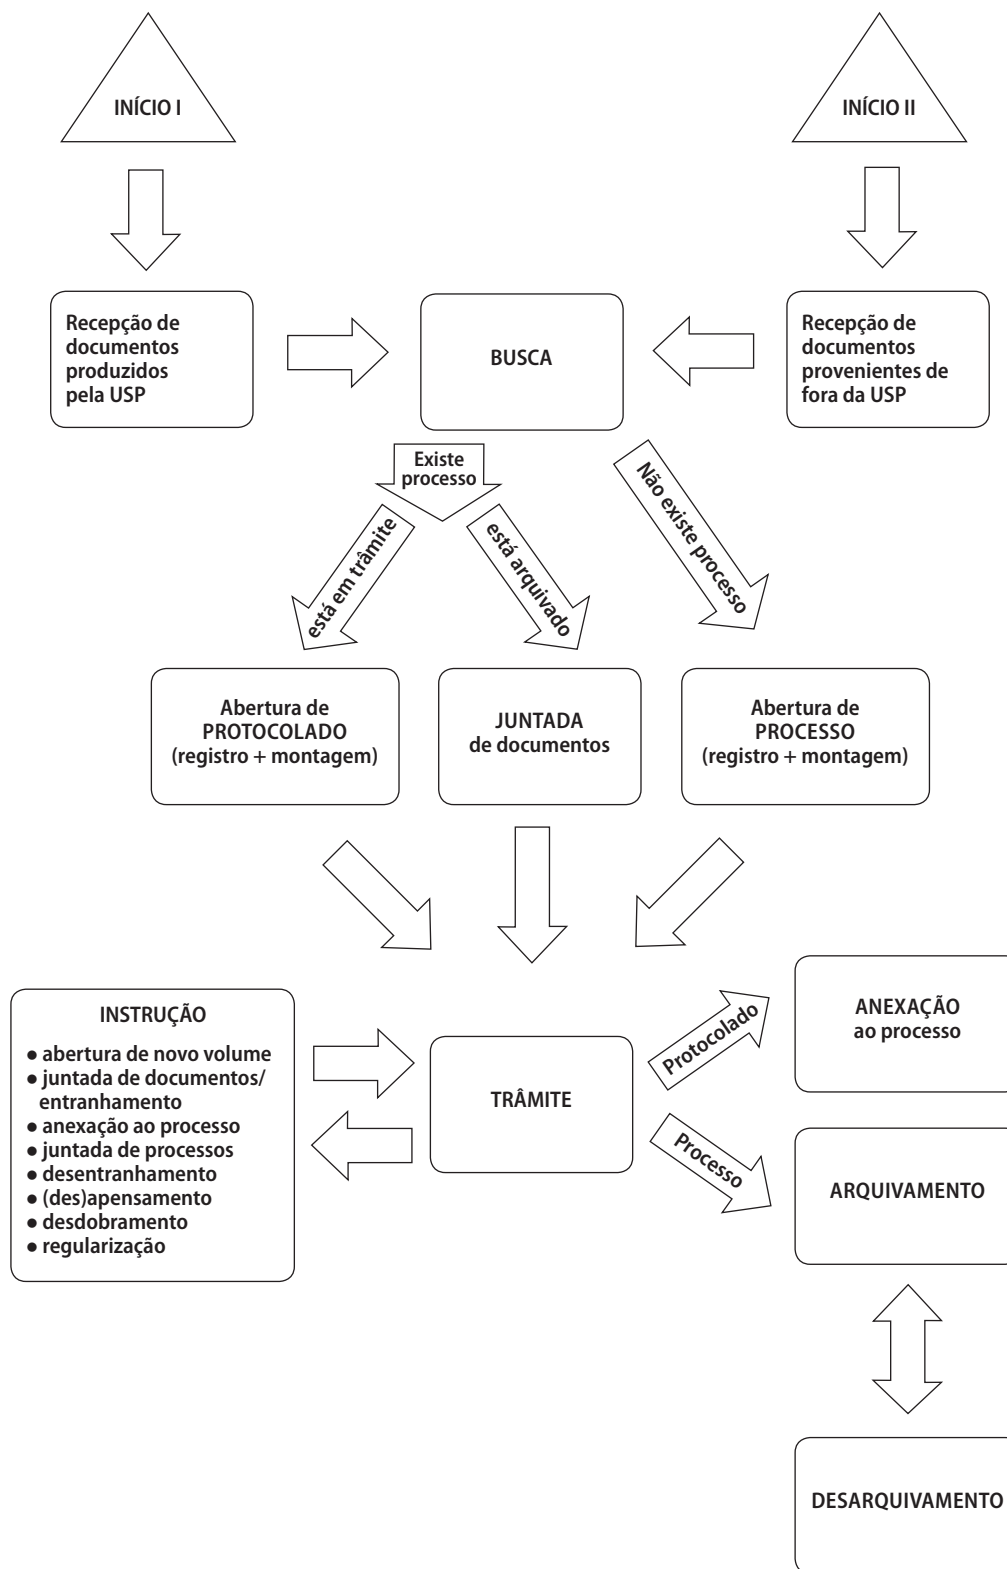 INÍCIO I
INÍCIO II
Recepção de
documentos
produzidos
pela USP
BUSCA
Recepção de
documentos
provenientes de
fora da USP
Existe
processo
está em trâmite
está arquivado
Não existe processo
Abertura de
PROTOCOLADO
(registro + montagem)
JUNTADA
de documentos
Abertura de
PROCESSO
(registro + montagem)
INSTRUÇÃO
● abertura de novo volume
● juntada de documentos/
entranhamento
● anexação ao processo
● juntada de processos
● desentranhamento
● (des)apensamento
● desdobramento
● regularização
TRÂMITE
Protocolado
Processo
ANEXAÇÃO
ao processo
ARQUIVAMENTO
DESARQUIVAMENTO